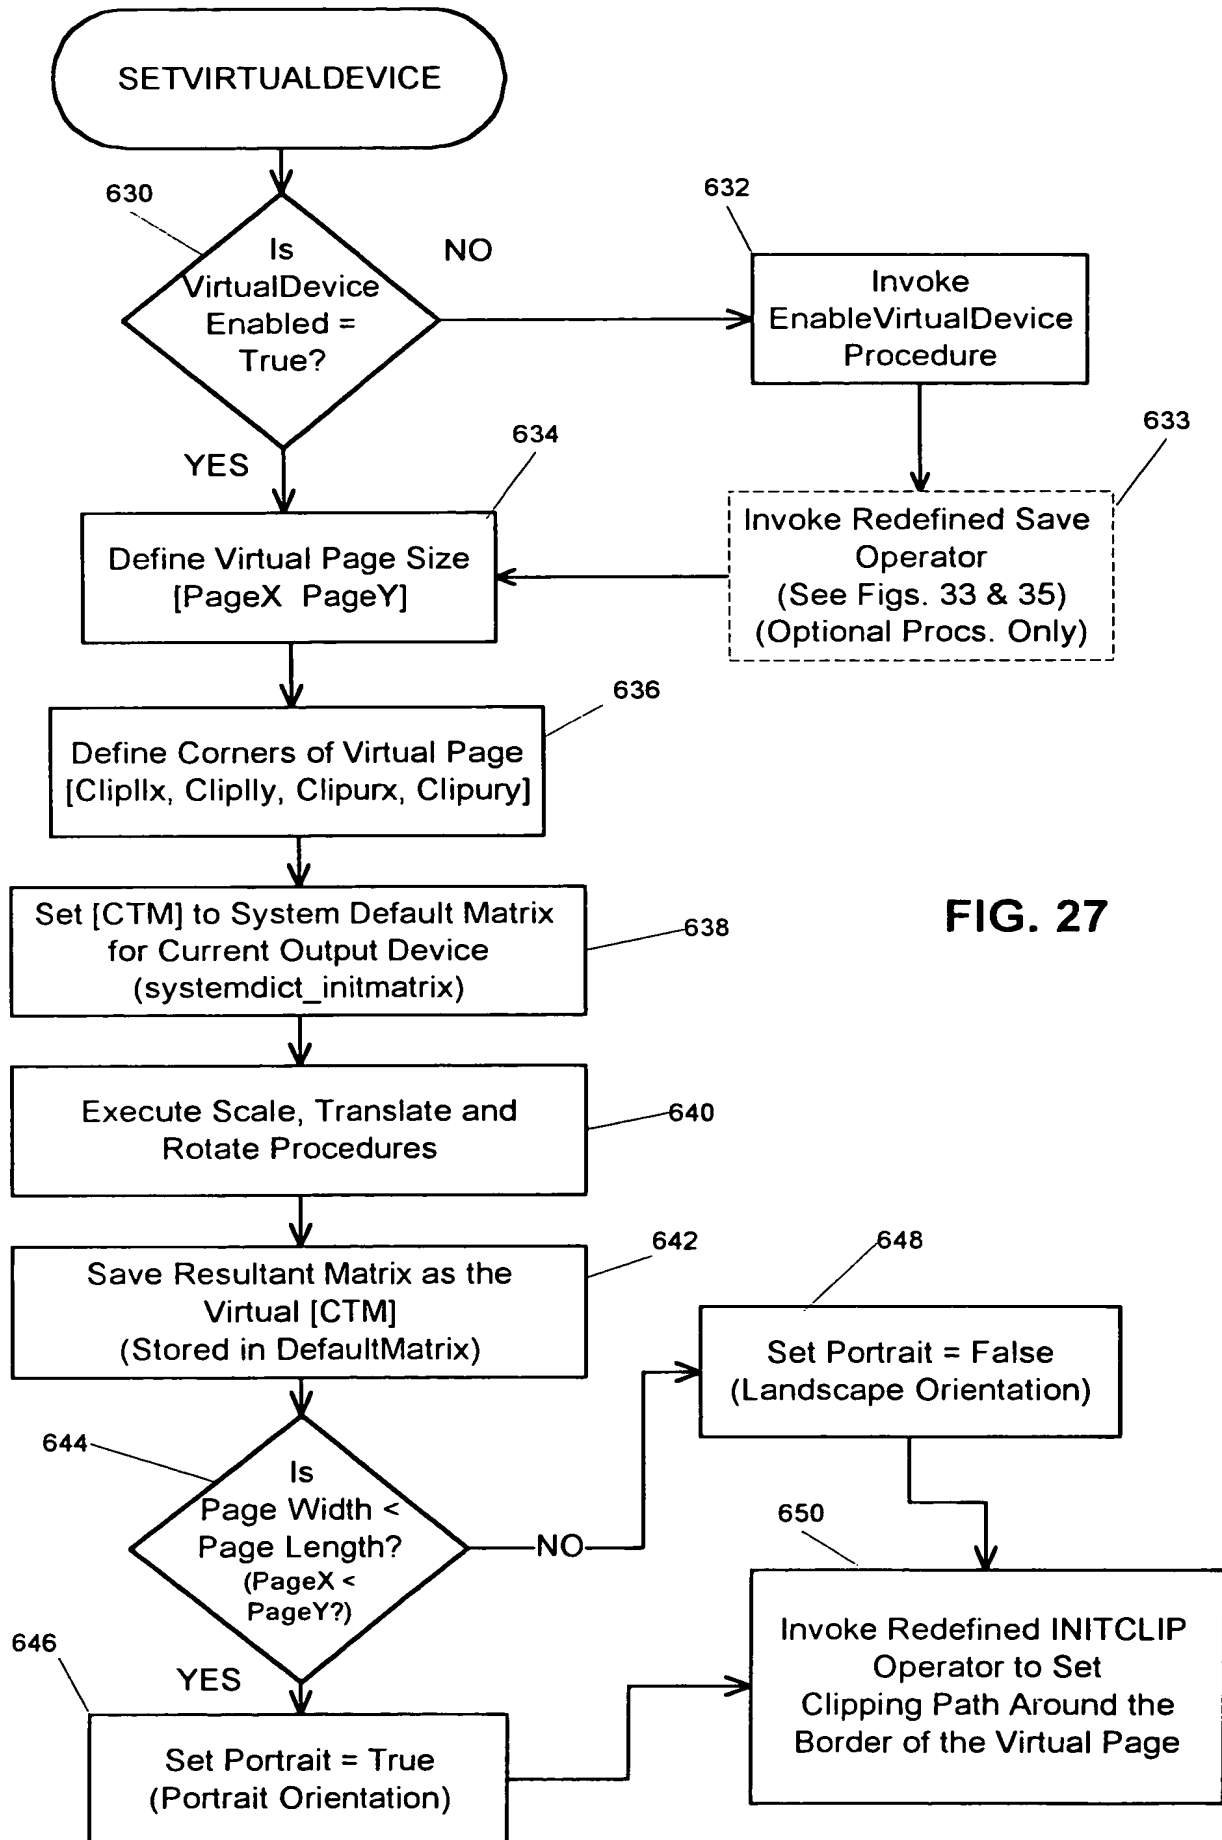 SETVIRTUALDEVICE
630
Is
VirtualDevice
Enabled =
True?
NO
632
Invoke
EnableVirtualDevice
Procedure
YES
633
Invoke Redefined Save
Operator
(See Figs. 33 & 35)
(Optional Procs. Only)
634
Define Virtual Page Size
[PageX PageY]
636
Define Corners of Virtual Page
[Clipllx, Cliplly, Clipurx, Clipury]
Set [CTM] to System Default Matrix
for Current Output Device
(systemdict_initmatrix)
638
FIG. 27
Execute Scale, Translate and
Rotate Procedures
640
642
Save Resultant Matrix as the
Virtual [CTM]
(Stored in DefaultMatrix)
644
Is
Page Width <
Page Length?
(PageX <
PageY?)
NO
648
Set Portrait = False
(Landscape Orientation)
YES
646
Set Portrait = True
(Portrait Orientation)
650
Invoke Redefined INITCLIP
Operator to Set
Clipping Path Around the
Border of the Virtual Page